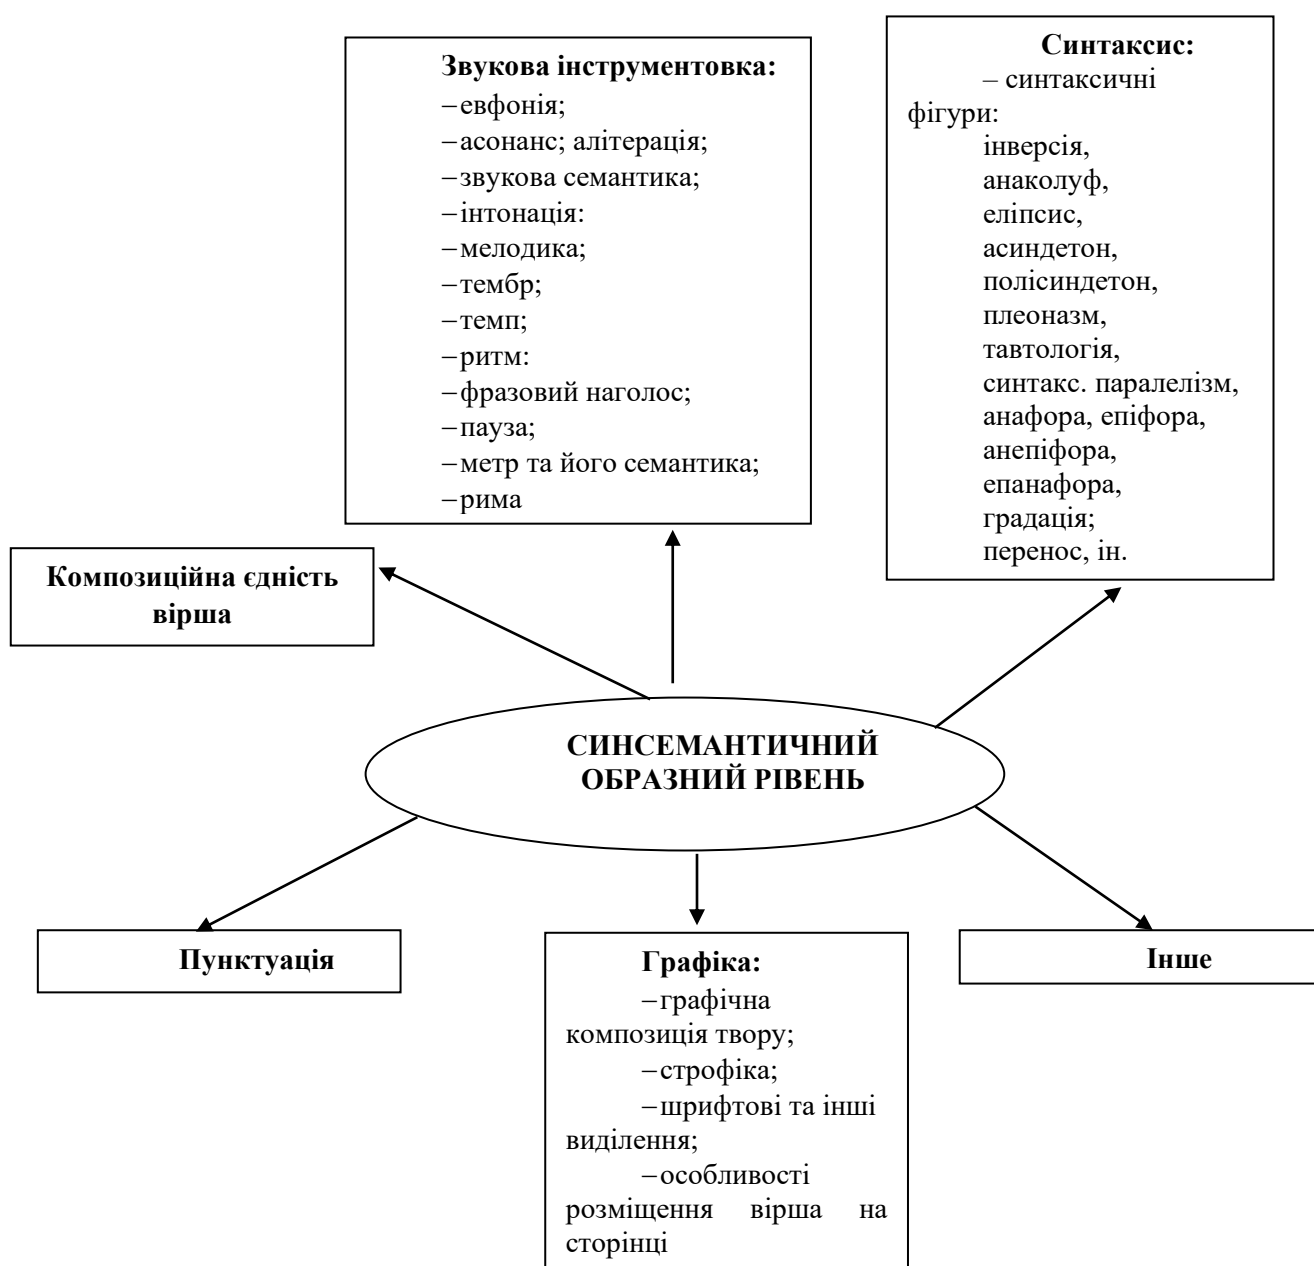 Звукова інструментовка:
–евфонія;
–асонанс; алітерація;
–звукова семантика;
–інтонація:
–мелодика;
–тембр;
–темп;
–ритм:
–фразовий наголос;
–пауза;
–метр та його семантика;
–рима
Синтаксис:
– синтаксичні
фігури:
інверсія,
анаколуф,
еліпсис,
асиндетон,
полісиндетон,
плеоназм,
тавтологія,
синтакс. паралелізм,
анафора, епіфора,
анепіфора,
епанафора,
градація;
перенос, ін.
Композиційна єдність
вірша
СИНСЕМАНТИЧНИЙ
ОБРАЗНИЙ РІВЕНЬ
Пунктуація
Графіка:
–графічна
композиція твору;
–строфіка;
–шрифтові та інші
виділення;
–особливості
розміщення вірша на
сторінці
Інше